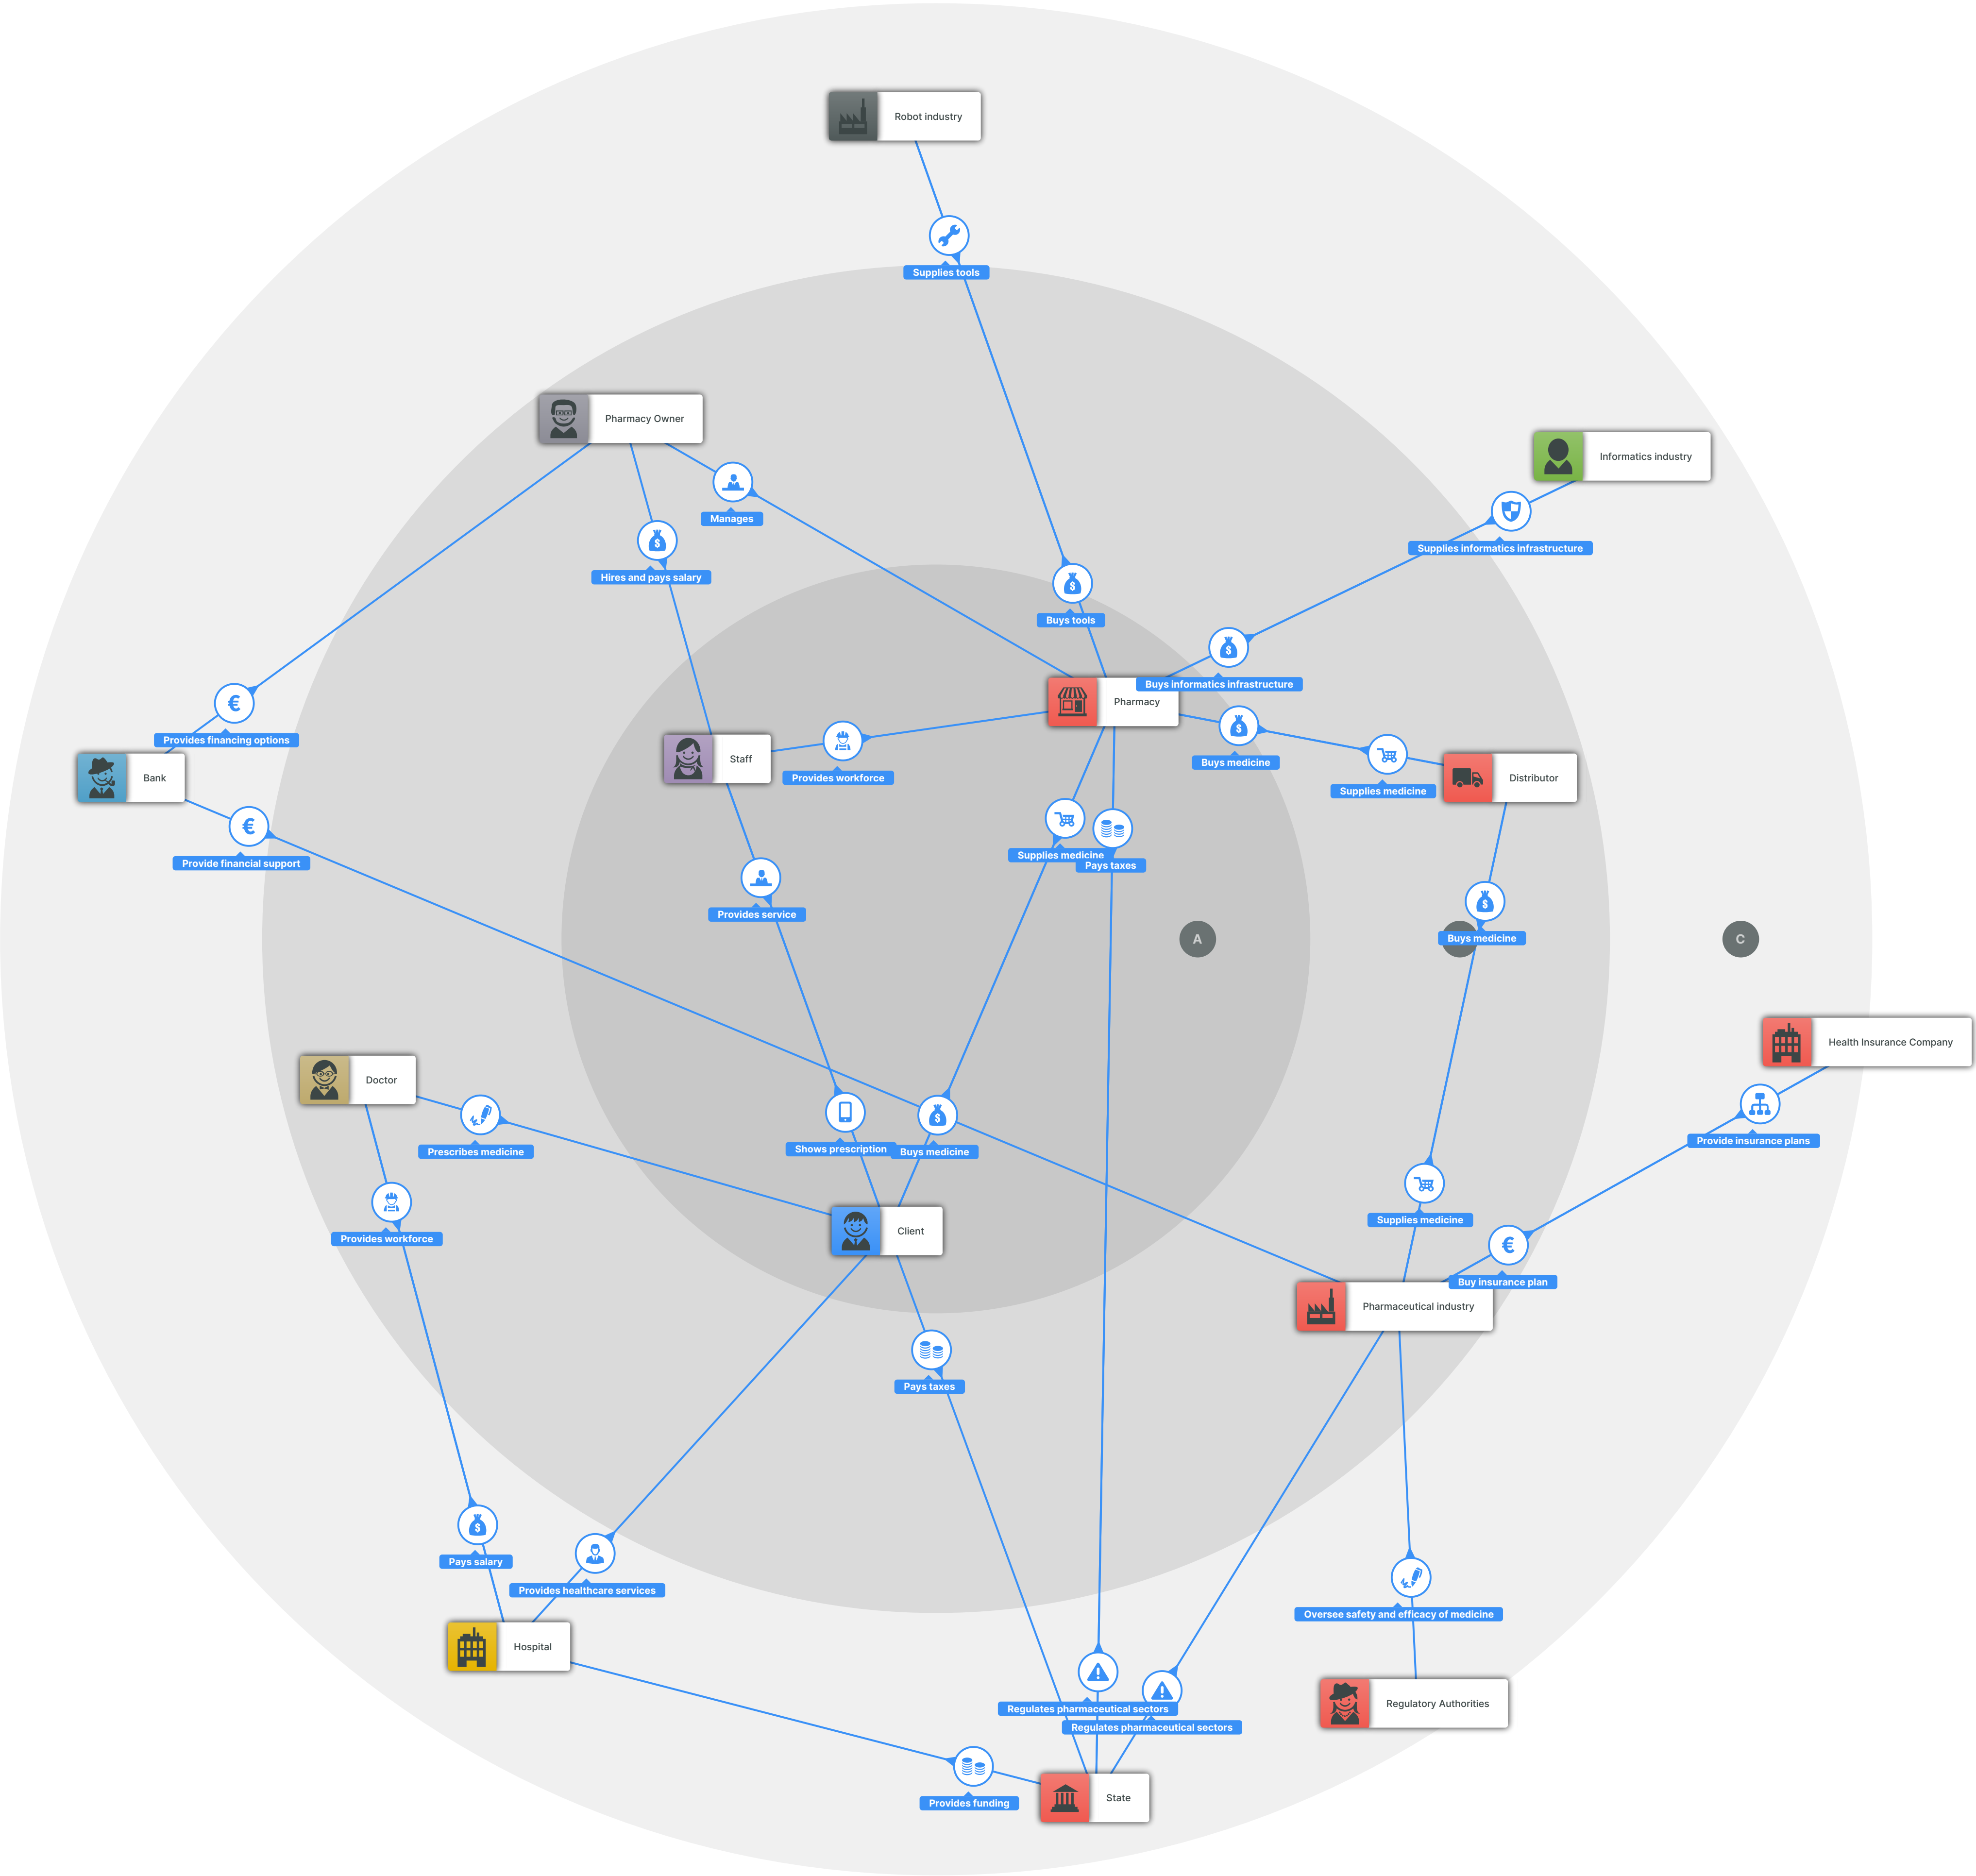 Robot industry
Supplies tools
Pharmacy Owner
Informatics industry
Manages
Supplies informatics infrastructure
Hires and pays salary
Buys tools
Buys informatics infrastructure
Pharmacy
Provides financing options
Staff
Provides workforce
Buys medicine
Bank
Distributor
Supplies medicine
Provide financial support
Supplies medicine
Pays taxes
Provides service
A
Buys medicine
C
Health Insurance Company
Doctor
Prescribes medicine
Shows prescription
Buys medicine
Provide insurance plans
Supplies medicine
Client
Provides workforce
Buy insurance plan
Pharmaceutical industry
Pays taxes
Pays salary
Provides healthcare services
Oversee safety and efficacy of medicine
Hospital
Regulates pharmaceutical sectors
Regulatory Authorities
Regulates pharmaceutical sectors
Provides funding
State